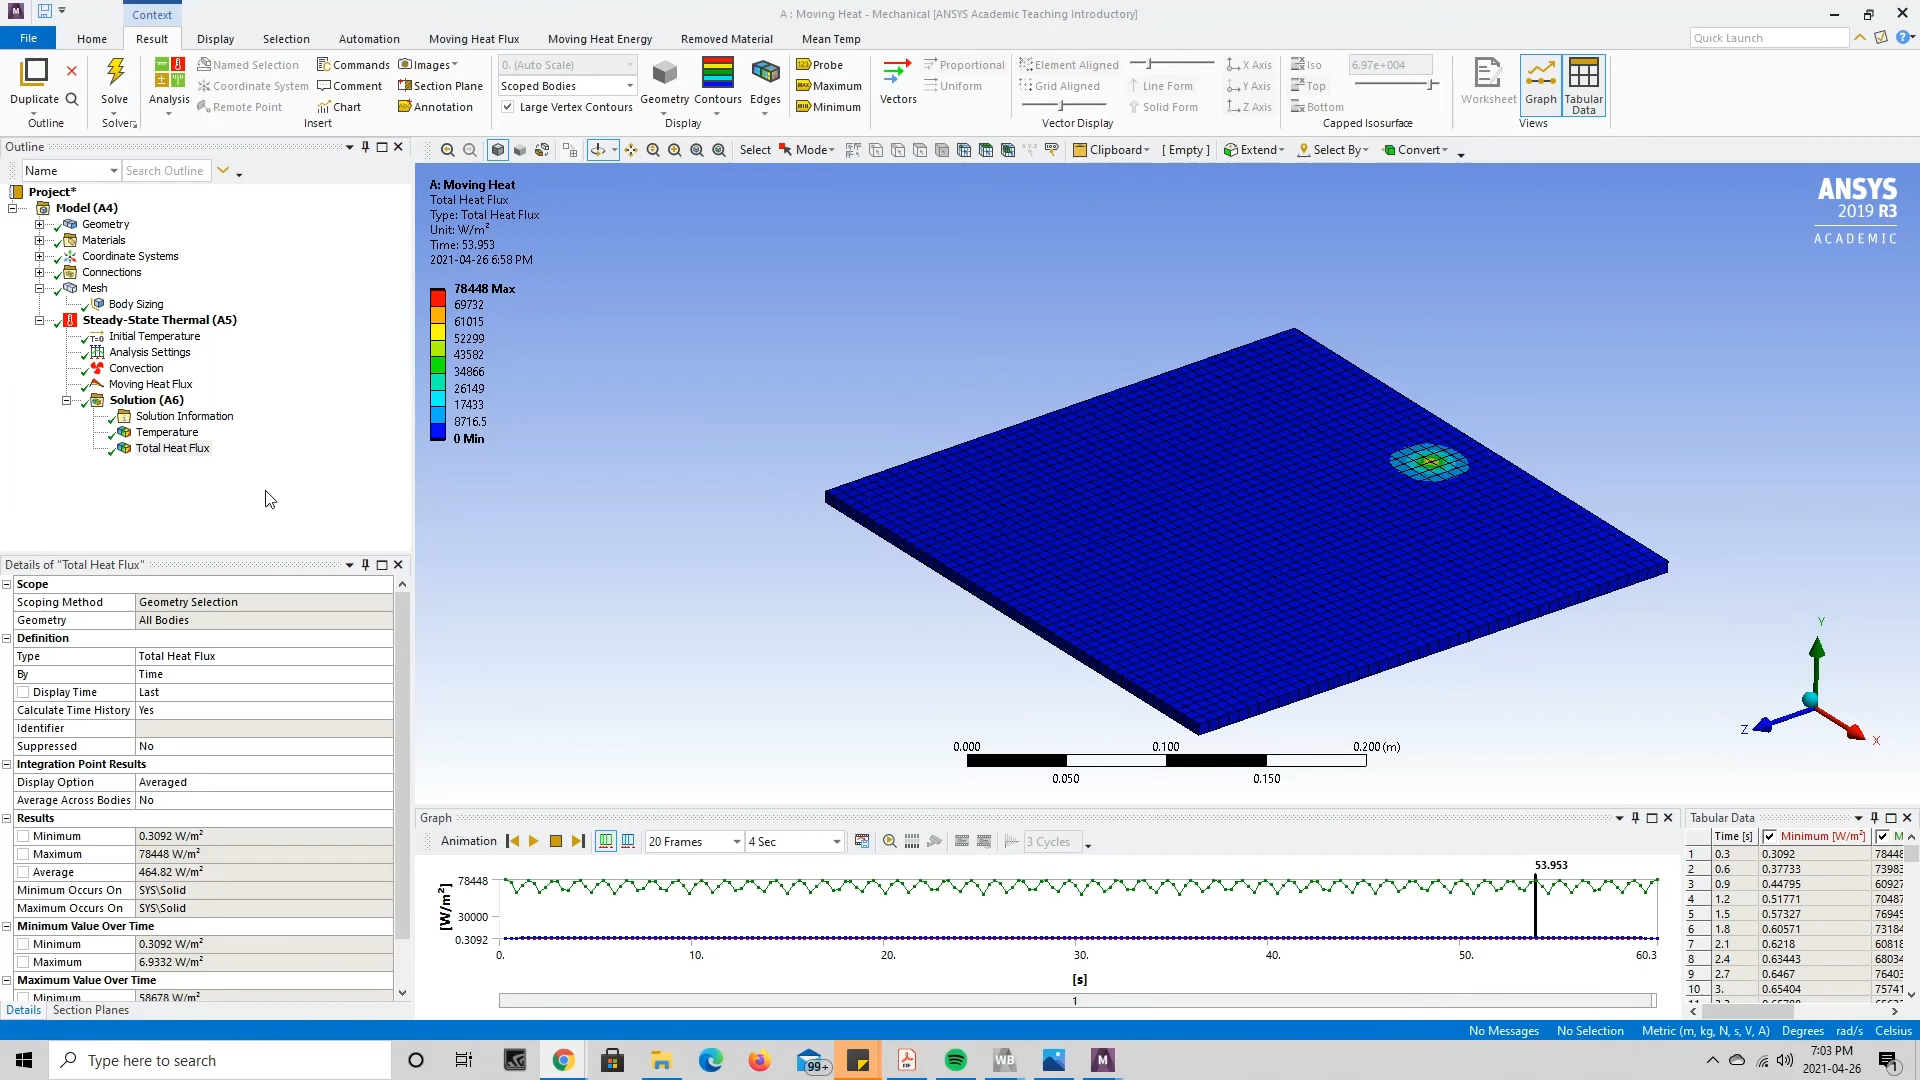 Context
A : Moving Heat - Mechanical [ANSYS Academic Teaching Introductory]
File Home Result Display Selection Automation Moving Heat Flux Moving Heat Energy Removed Material Mean Temp Quick Launch
Duplicate Outline
Solve Solver
Analysis
Named Selection Commands Images
Coordinate System Comment Section Plane
Remote Point Chart Annotation
Insert
0. (Auto Scale)
Scoped Bodies
Large Vertex Contours
Geometry Contours Edges
Display
Probe
Maximum
Minimum
Vectors
Proportional
Uniform
Element Aligned
Grid Aligned
Line Form
Solid Form
X Axis
Y Axis
Z Axis
Vector Display
Iso 6.97e+004
Top
Bottom
Capped Isosurface
Worksheet Graph Tabular Data
Views
Outline
Name Search Outline
Select Mode Clipboard [ Empty ] Extend Select By Convert
Project*
Model (A4)
Geometry
Materials
Coordinate Systems
Connections
Mesh
Body Sizing
Steady-State Thermal (A5)
Initial Temperature
T=0
Analysis Settings
Convection
Moving Heat Flux
Solution (A6)
Solution Information
Temperature
Total Heat Flux
A: Moving Heat
Total Heat Flux
Type: Total Heat Flux
Unit: W/m²
Time: 53.953
2021-04-26 6:58 PM
78448 Max
69732
61015
52299
43582
34866
26149
17433
8716.5
0 Min
ANSYS
2019 R3
ACADEMIC
0.000 0.100 0.200 (m)
0.050 0.150
Y
Z
X
Details of "Total Heat Flux"
Scope
Scoping Method Geometry Selection
Geometry All Bodies
Definition
Type Total Heat Flux
By Time
Display Time Last
Calculate Time History Yes
Identifier
Suppressed No
Integration Point Results
Display Option Averaged
Average Across Bodies No
Results
Minimum 0.3092 W/m²
Maximum 78448 W/m²
Average 464.82 W/m²
Minimum Occurs On SYS\Solid
Maximum Occurs On SYS\Solid
Minimum Value Over Time
Minimum 0.3092 W/m²
Maximum 6.9332 W/m²
Maximum Value Over Time
Minimum 58678 W/m²
Details Section Planes
Graph
Animation 20 Frames 4 Sec 3 Cycles
53.953
78448
30000
0.3092
[W/m²]
0. 10. 20. 30. 40. 50. 60.3
[s]
1
Tabular Data
Time [s] Minimum [W/m²] M
1 0.3 0.3092 78448
2 0.6 0.37733 73983
3 0.9 0.44795 60927
4 1.2 0.51771 70487
5 1.5 0.57327 76945
6 1.8 0.60571 73184
7 2.1 0.6218 60818
8 2.4 0.63443 68034
9 2.7 0.6467 76403
10 3. 0.65404 75741
No Messages No Selection Metric (m, kg, N, s, V, A) Degrees rad/s Celsius
Type here to search
99+
WB
M
7:03 PM
2021-04-26